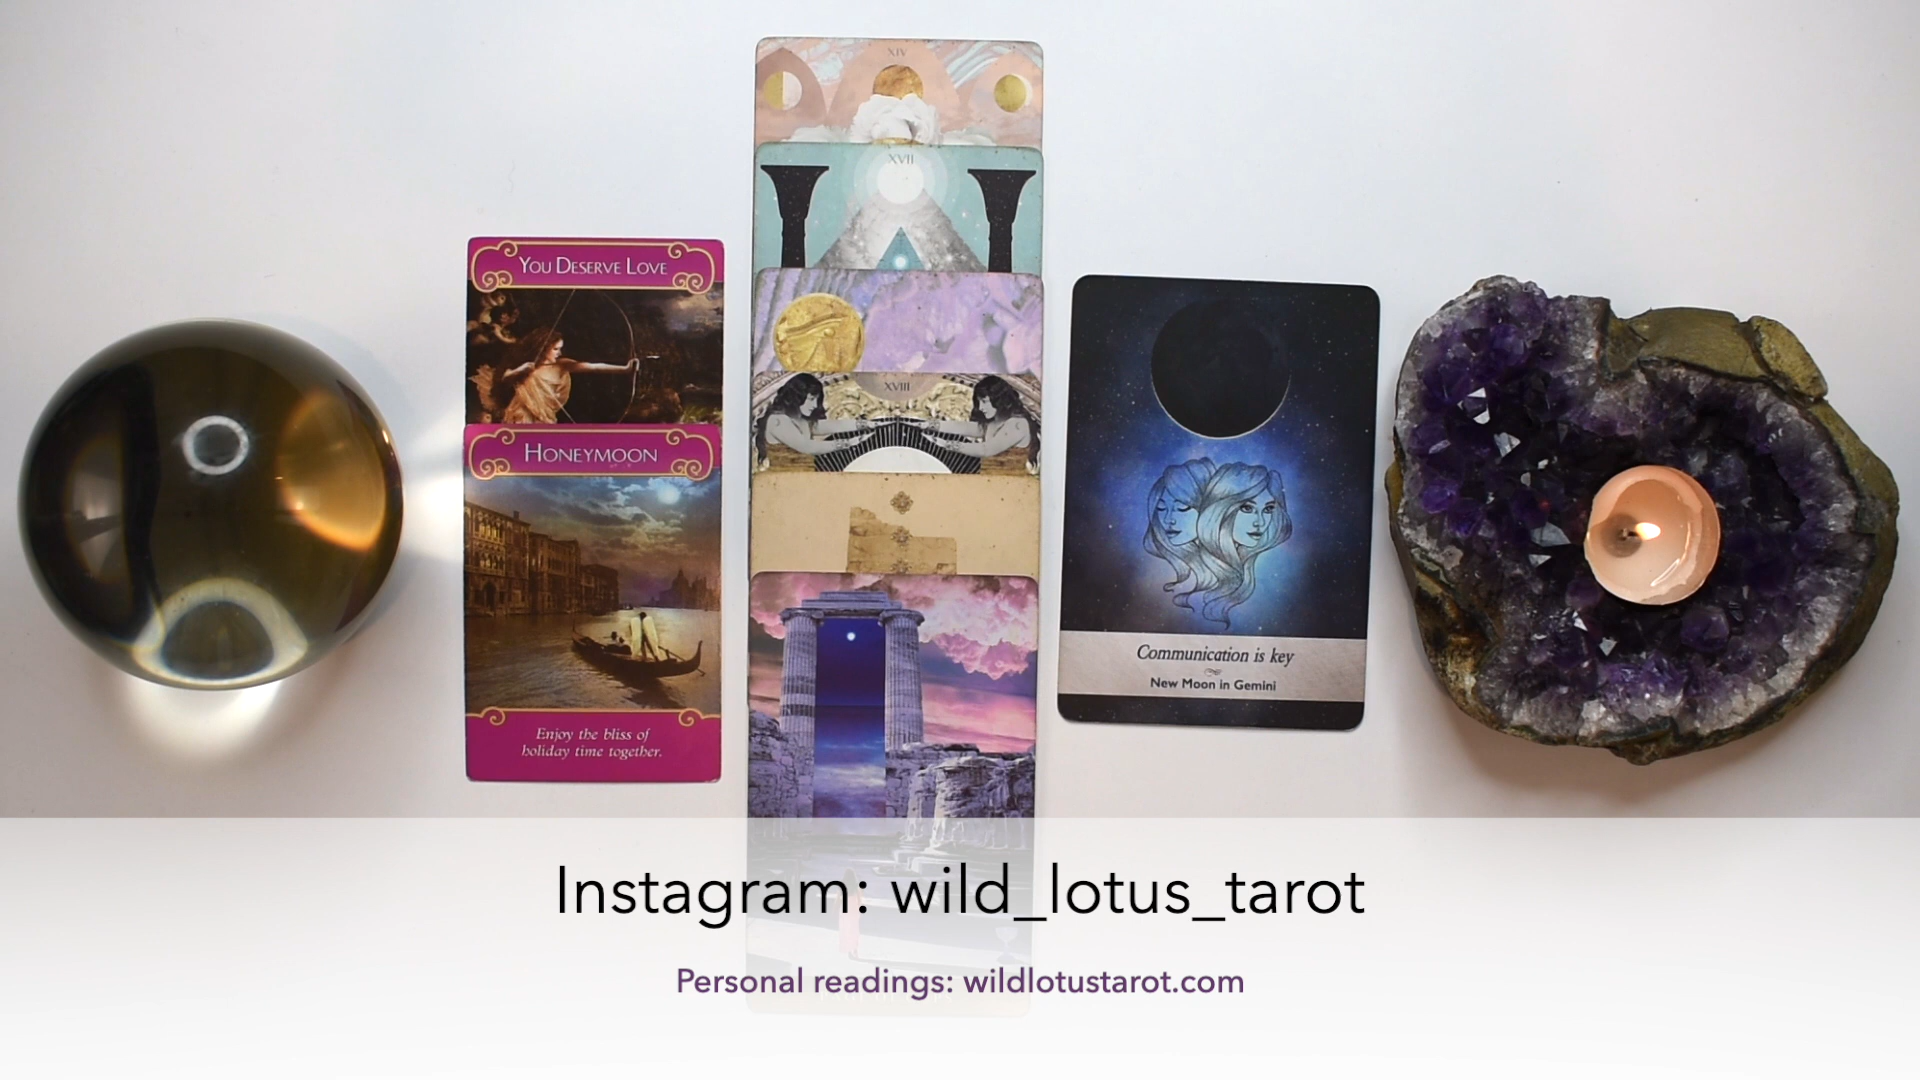 XIV
XVII
YOU DESERVE LOVE
XVIII
HONEYMOON
Enjoy the bliss of
holiday time together.
Communication is key
New Moon in Gemini
Instagram: wild_lotus_tarot
Personal readings: wildlotustarot.com